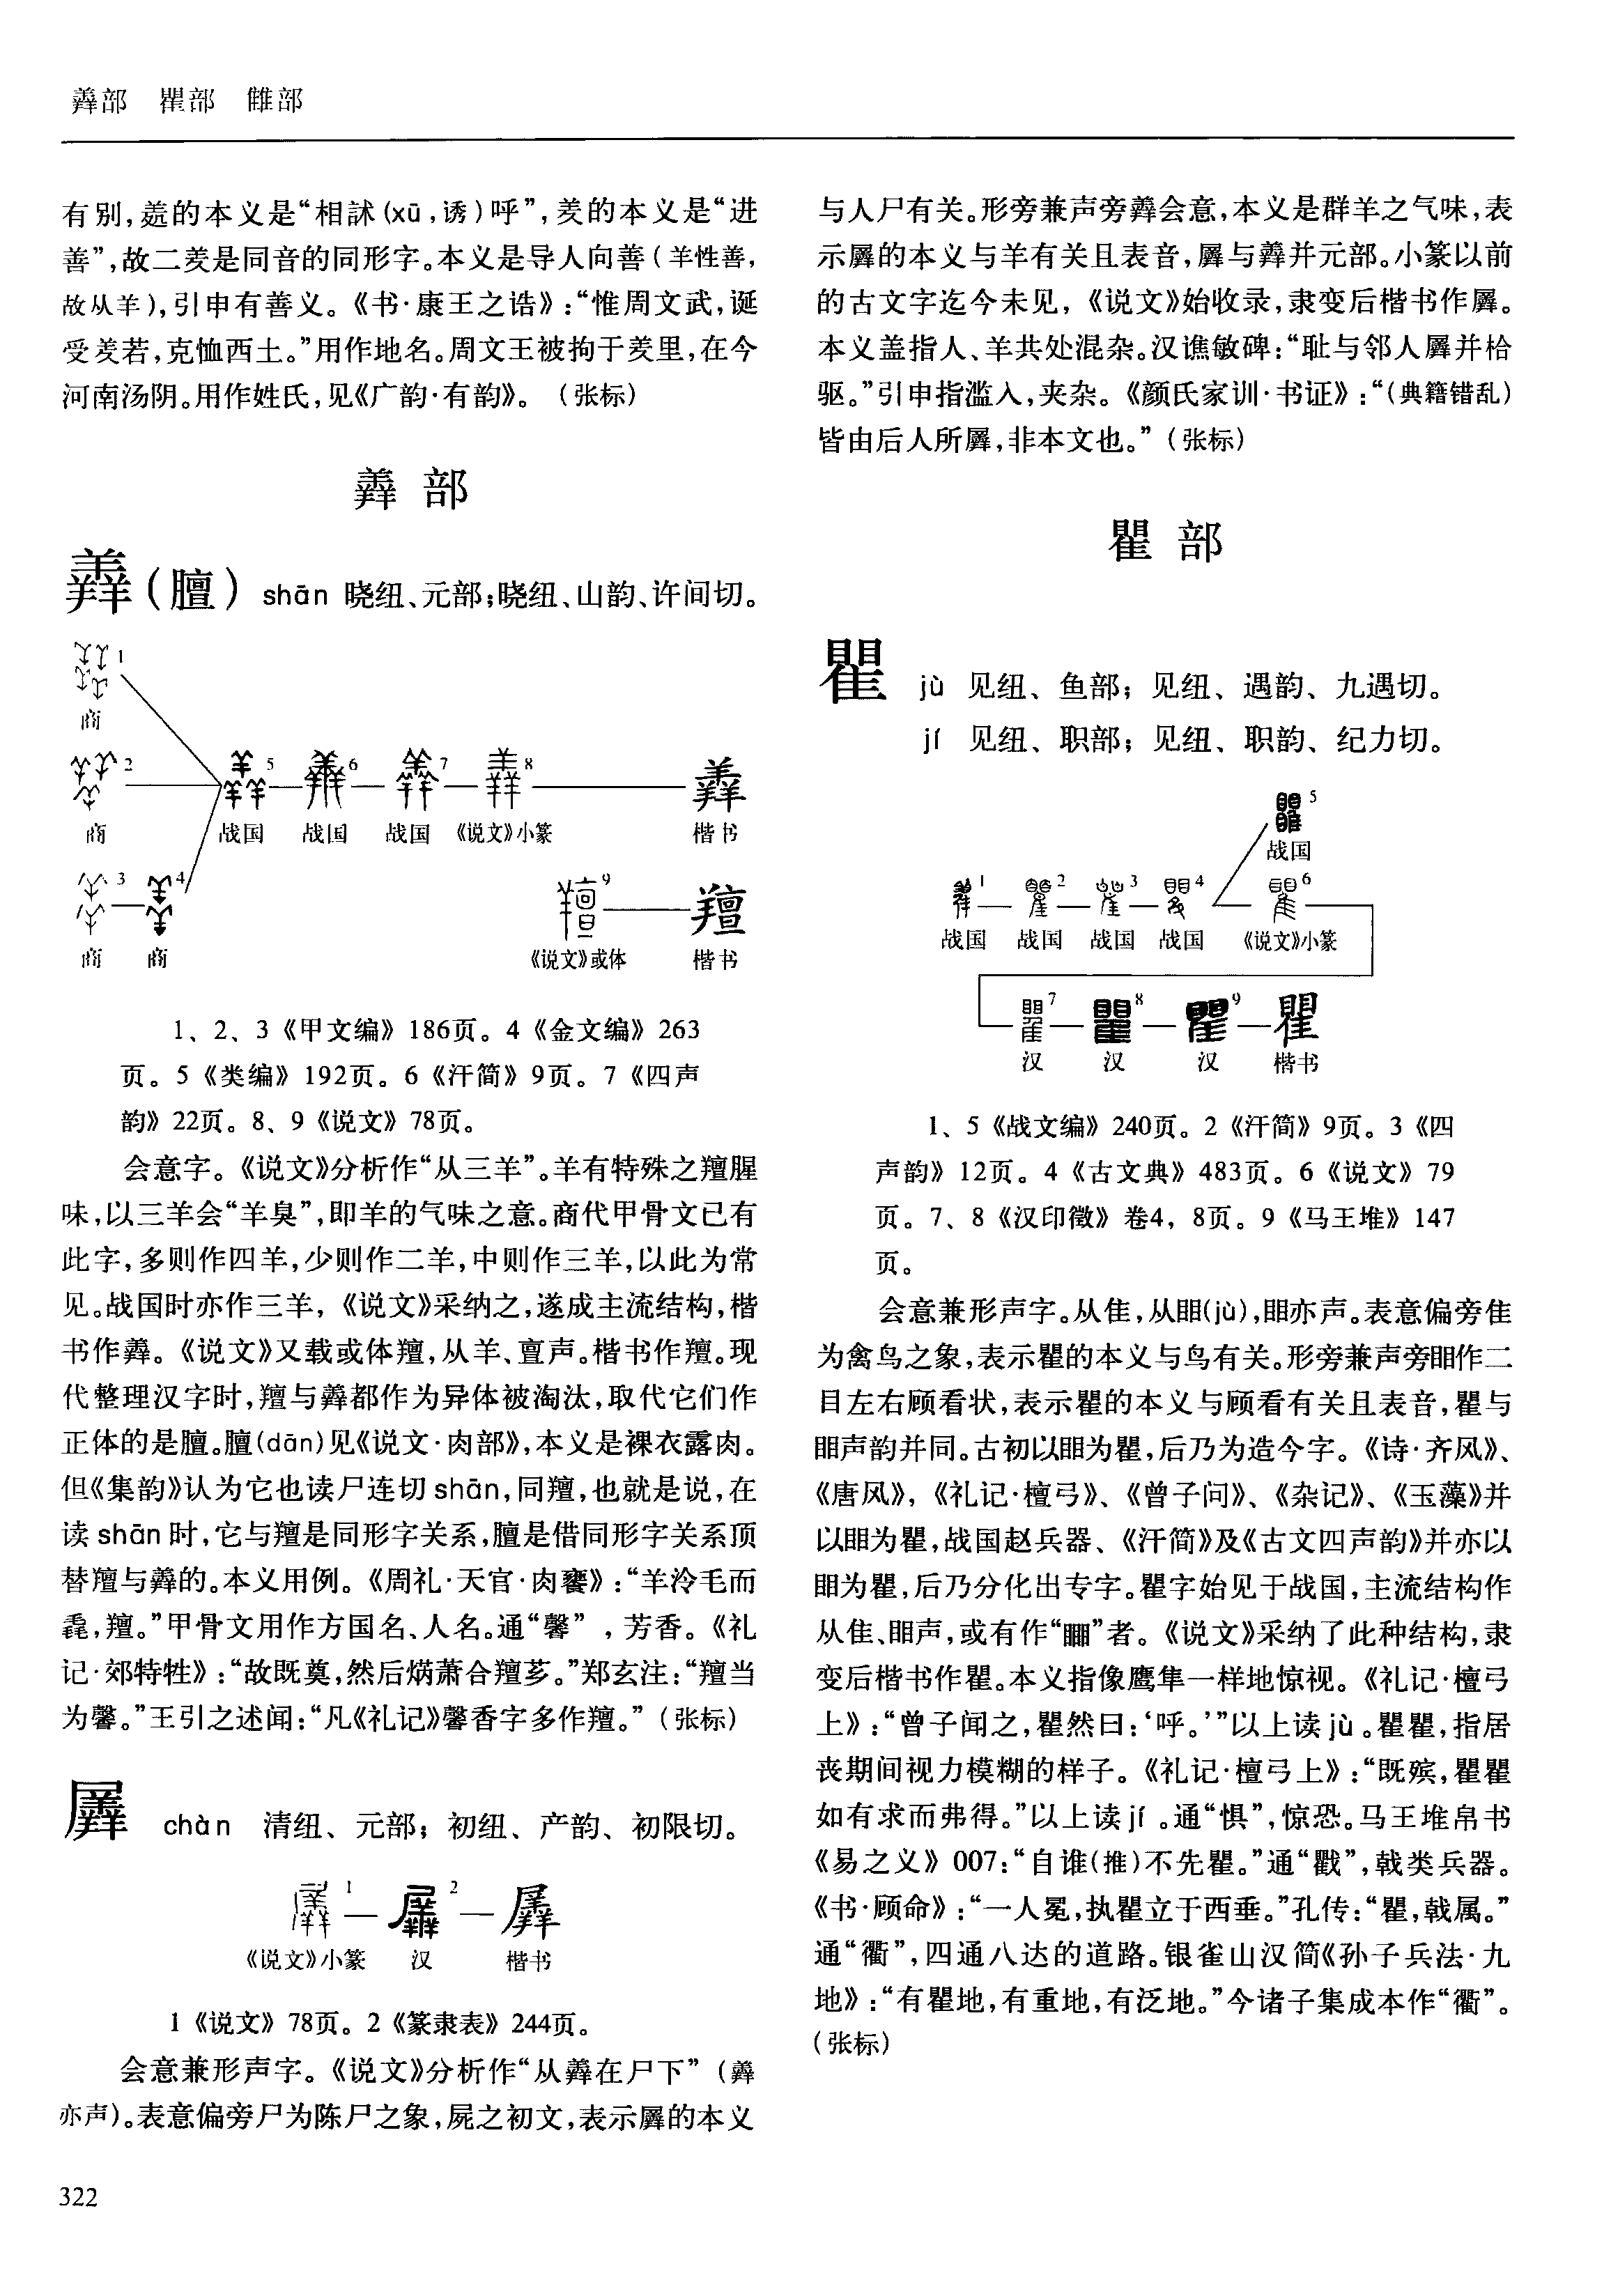 羴部　瞿部　雔部
有别，䍻的本义是“相訹(xū，诱)呼”，羑的本义是“进
善”，故二羑是同音的同形字。本义是导人向善(羊性善，
故从羊)，引申有善义。《书·康王之诰》：“惟周文武，诞
受羑若，克恤西土。”用作地名。周文王被拘于羑里，在今
河南汤阴。用作姓氏，见《广韵·有韵》。（张标）
羴 部
羴（膻）shān 晓纽、元部；晓纽、山韵、许间切。
1
商
2 5 6 7 8 羴
商 战国 战国 战国 《说文》小篆 楷书
3 4 9 羶
商 商 《说文》或体 楷书
1、2、3《甲文编》186页。4《金文编》263
页。5《类编》192页。6《汗简》9页。7《四声
韵》22页。8、9《说文》78页。
会意字。《说文》分析作“从三羊”。羊有特殊之羶腥
味，以三羊会“羊臭”，即羊的气味之意。商代甲骨文已有
此字，多则作四羊，少则作二羊，中则作三羊，以此为常
见。战国时亦作三羊，《说文》采纳之，遂成主流结构，楷
书作羴。《说文》又载或体羶，从羊、亶声。楷书作羶。现
代整理汉字时，羶与羴都作为异体被淘汰，取代它们作
正体的是膻。膻(dān)见《说文·肉部》，本义是裸衣露肉。
但《集韵》认为它也读尸连切 shān，同羶，也就是说，在
读 shān 时，它与羶是同形字关系，膻是借同形字关系顶
替羶与羴的。本义用例。《周礼·天官·内饔》：“羊泠毛而
毳，羶。”甲骨文用作方国名、人名。通“馨”，芳香。《礼
记·郊特牲》：“故既奠，然后焫萧合羶芗。”郑玄注：“羶当
为馨。”王引之述闻：“凡《礼记》馨香字多作羶。”（张标）
羼 chàn 清纽、元部；初纽、产韵、初限切。
1 2 羼
《说文》小篆 汉 楷书
1《说文》78页。2《篆隶表》244页。
会意兼形声字。《说文》分析作“从羴在尸下”（羴
亦声）。表意偏旁尸为陈尸之象，屍之初文，表示羼的本义
322
与人尸有关。形旁兼声旁羴会意，本义是群羊之气味，表
示羼的本义与羊有关且表音，羼与羴并元部。小篆以前
的古文字迄今未见，《说文》始收录，隶变后楷书作羼。
本义盖指人、羊共处混杂。汉谯敏碑：“耻与邻人羼并枱
驱。”引申指滥入，夹杂。《颜氏家训·书证》：“（典籍错乱）
皆由后人所羼，非本文也。”（张标）
瞿 部
瞿 jù 见纽、鱼部；见纽、遇韵、九遇切。
jí 见纽、职部；见纽、职韵、纪力切。
5
战国
1 2 3 4 6
战国 战国 战国 战国 《说文》小篆
7 8 9 瞿
汉 汉 汉 楷书
1、5《战文编》240页。2《汗简》9页。3《四
声韵》12页。4《古文典》483页。6《说文》79
页。7、8《汉印徵》卷4，8页。9《马王堆》147
页。
会意兼形声字。从隹，从䀠(jù)，䀠亦声。表意偏旁隹
为禽鸟之象，表示瞿的本义与鸟有关。形旁兼声旁䀠作二
目左右顾看状，表示瞿的本义与顾看有关且表音，瞿与
䀠声韵并同。古初以䀠为瞿，后乃为造今字。《诗·齐风》、
《唐风》，《礼记·檀弓》、《曾子问》、《杂记》、《玉藻》并
以䀠为瞿，战国赵兵器、《汗简》及《古文四声韵》并亦以
䀠为瞿，后乃分化出专字。瞿字始见于战国，主流结构作
从隹、䀠声，或有作“”者。《说文》采纳了此种结构，隶
变后楷书作瞿。本义指像鹰隼一样地惊视。《礼记·檀弓
上》：“曾子闻之，瞿然曰：‘呼。’”以上读 jù 。瞿瞿，指居
丧期间视力模糊的样子。《礼记·檀弓上》：“既殡，瞿瞿
如有求而弗得。”以上读 jí 。通“惧”，惊恐。马王堆帛书
《易之义》007：“自谁(推)不先瞿。”通“戵”，戟类兵器。
《书·顾命》：“一人冕，执瞿立于西垂。”孔传：“瞿，戟属。”
通“衢”，四通八达的道路。银雀山汉简《孙子兵法·九
地》：“有瞿地，有重地，有泛地。”今诸子集成本作“衢”。
（张标）